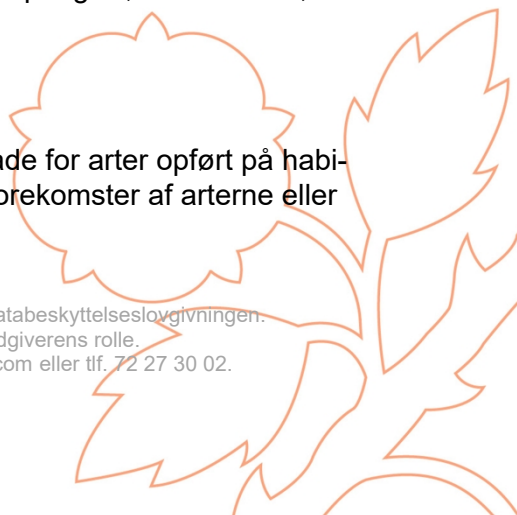 ade for arter opført på habi-
orekomster af arterne eller
atabeskyttelseslovgivningen.
dgiverens rolle.
com eller tlf. 72 27 30 02.